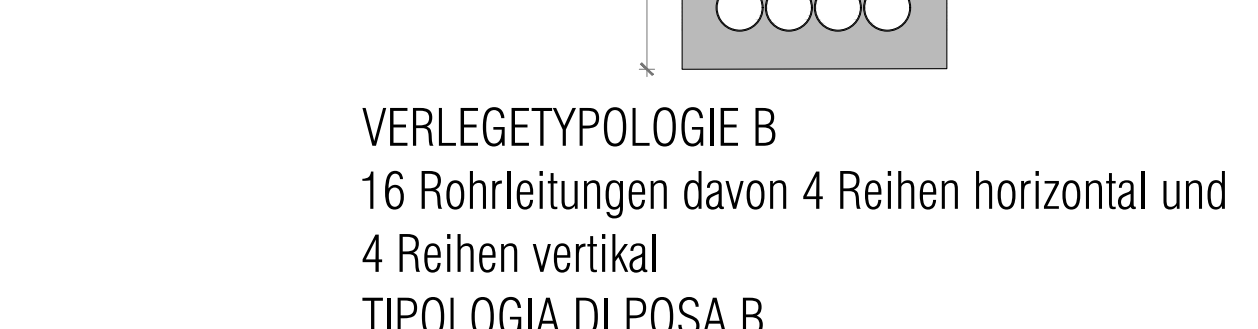 VERLEGETYPOLOGIE B
16 Rohrleitungen davon 4 Reihen horizontal und
4 Reihen vertikal
TIPOLOGIA DI POSA B